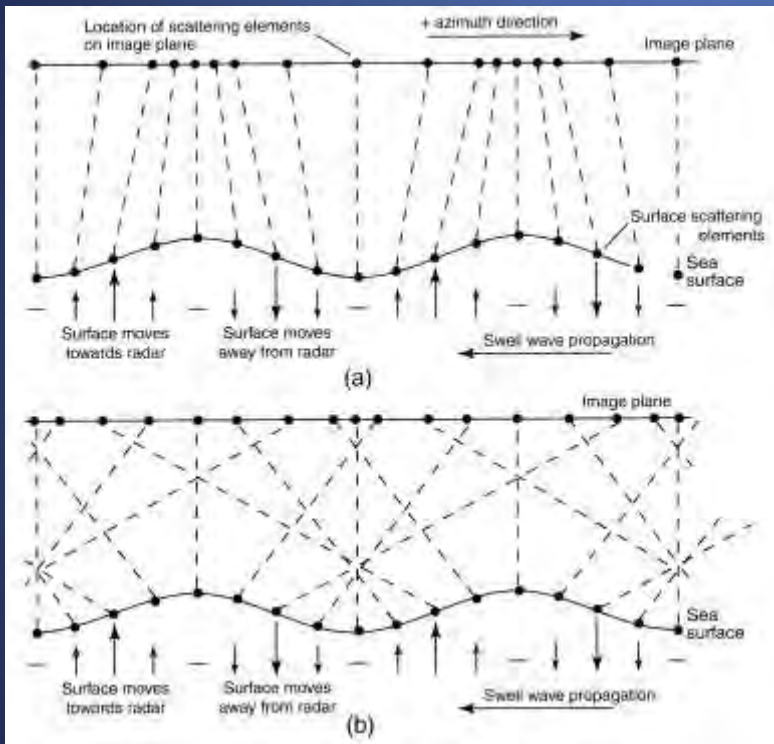 Location of scattering elements
on image plane
+ azimuth direction
Image plane
Surface scattering
elements
Sea
surface
Surface moves
towards radar
Surface moves
away from radar
Swell wave propagation
(a)
Image plane
Sea
surface
Surface moves
towards radar
Surface moves
away from radar
Swell wave propagation
(b)